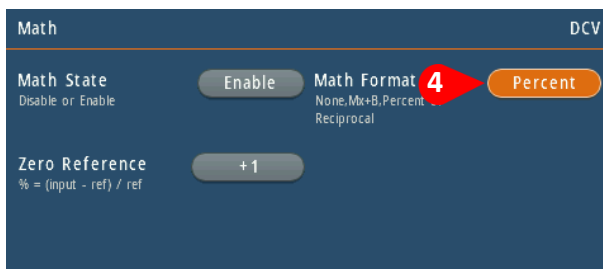 Math DCV
Math State Enable Math Format 4 Percent
Disable or Enable None,Mx+B,Percent
Reciprocal
Zero Reference +1
% = (input - ref) / ref